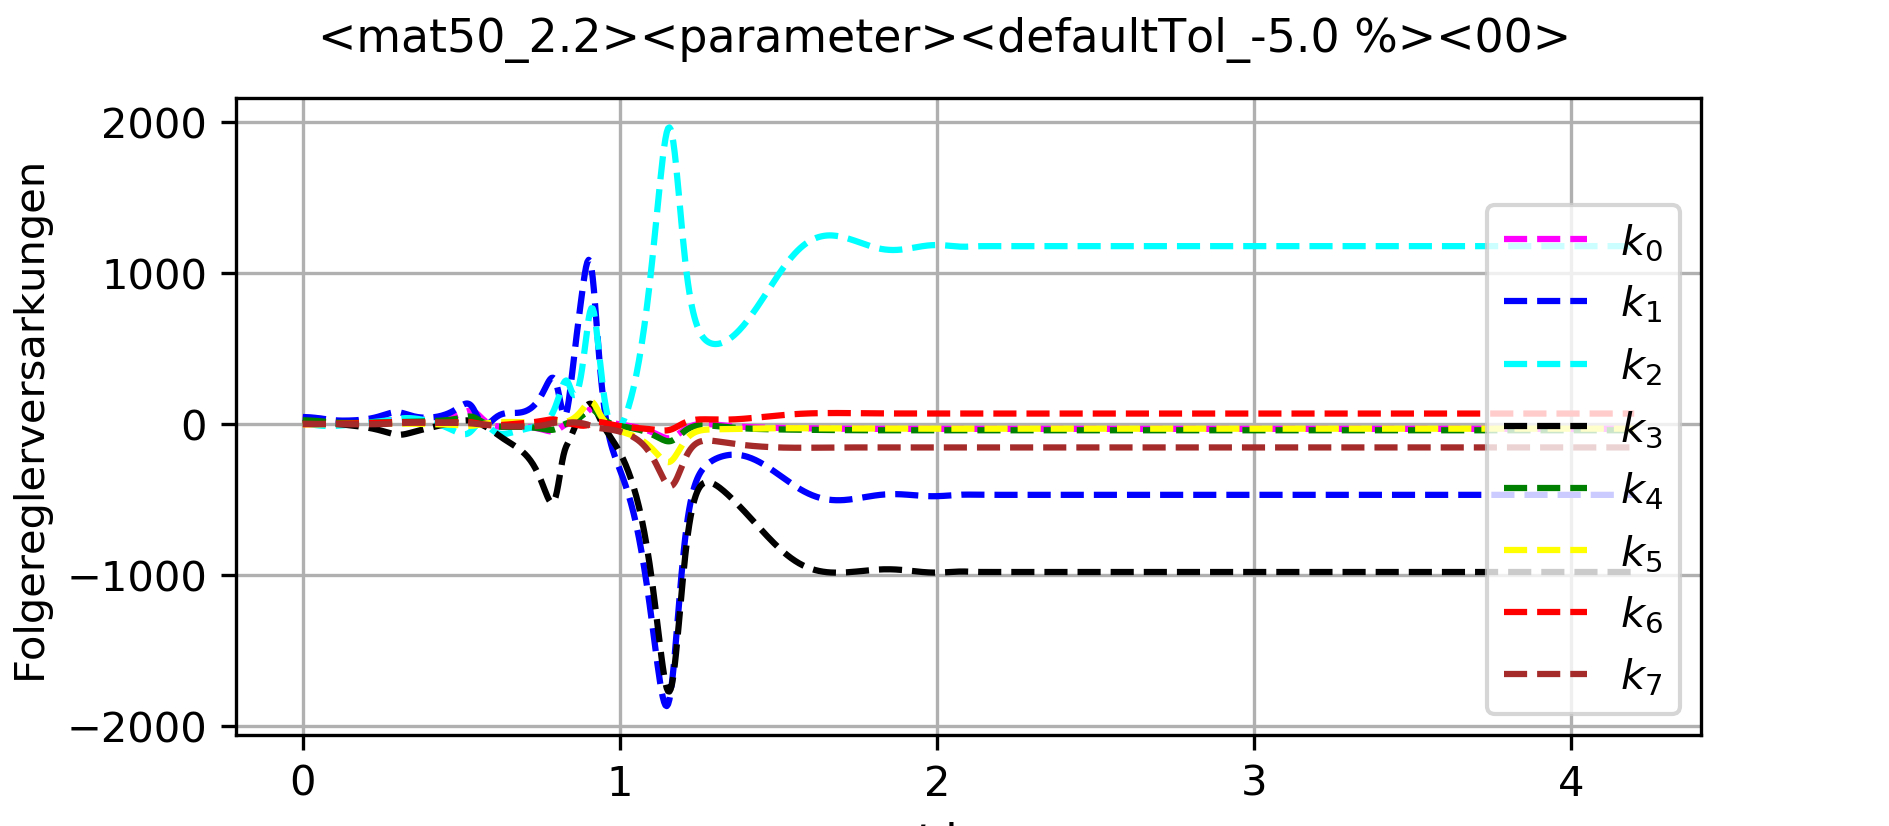 <mat50_2.2><parameter><defaultTol_-5.0 %><00>
Folgereglerversarkungen
2000
1000
0
−1000
−2000
0 1 2 3 4
k0
k1
k2
k3
k4
k5
k6
k7